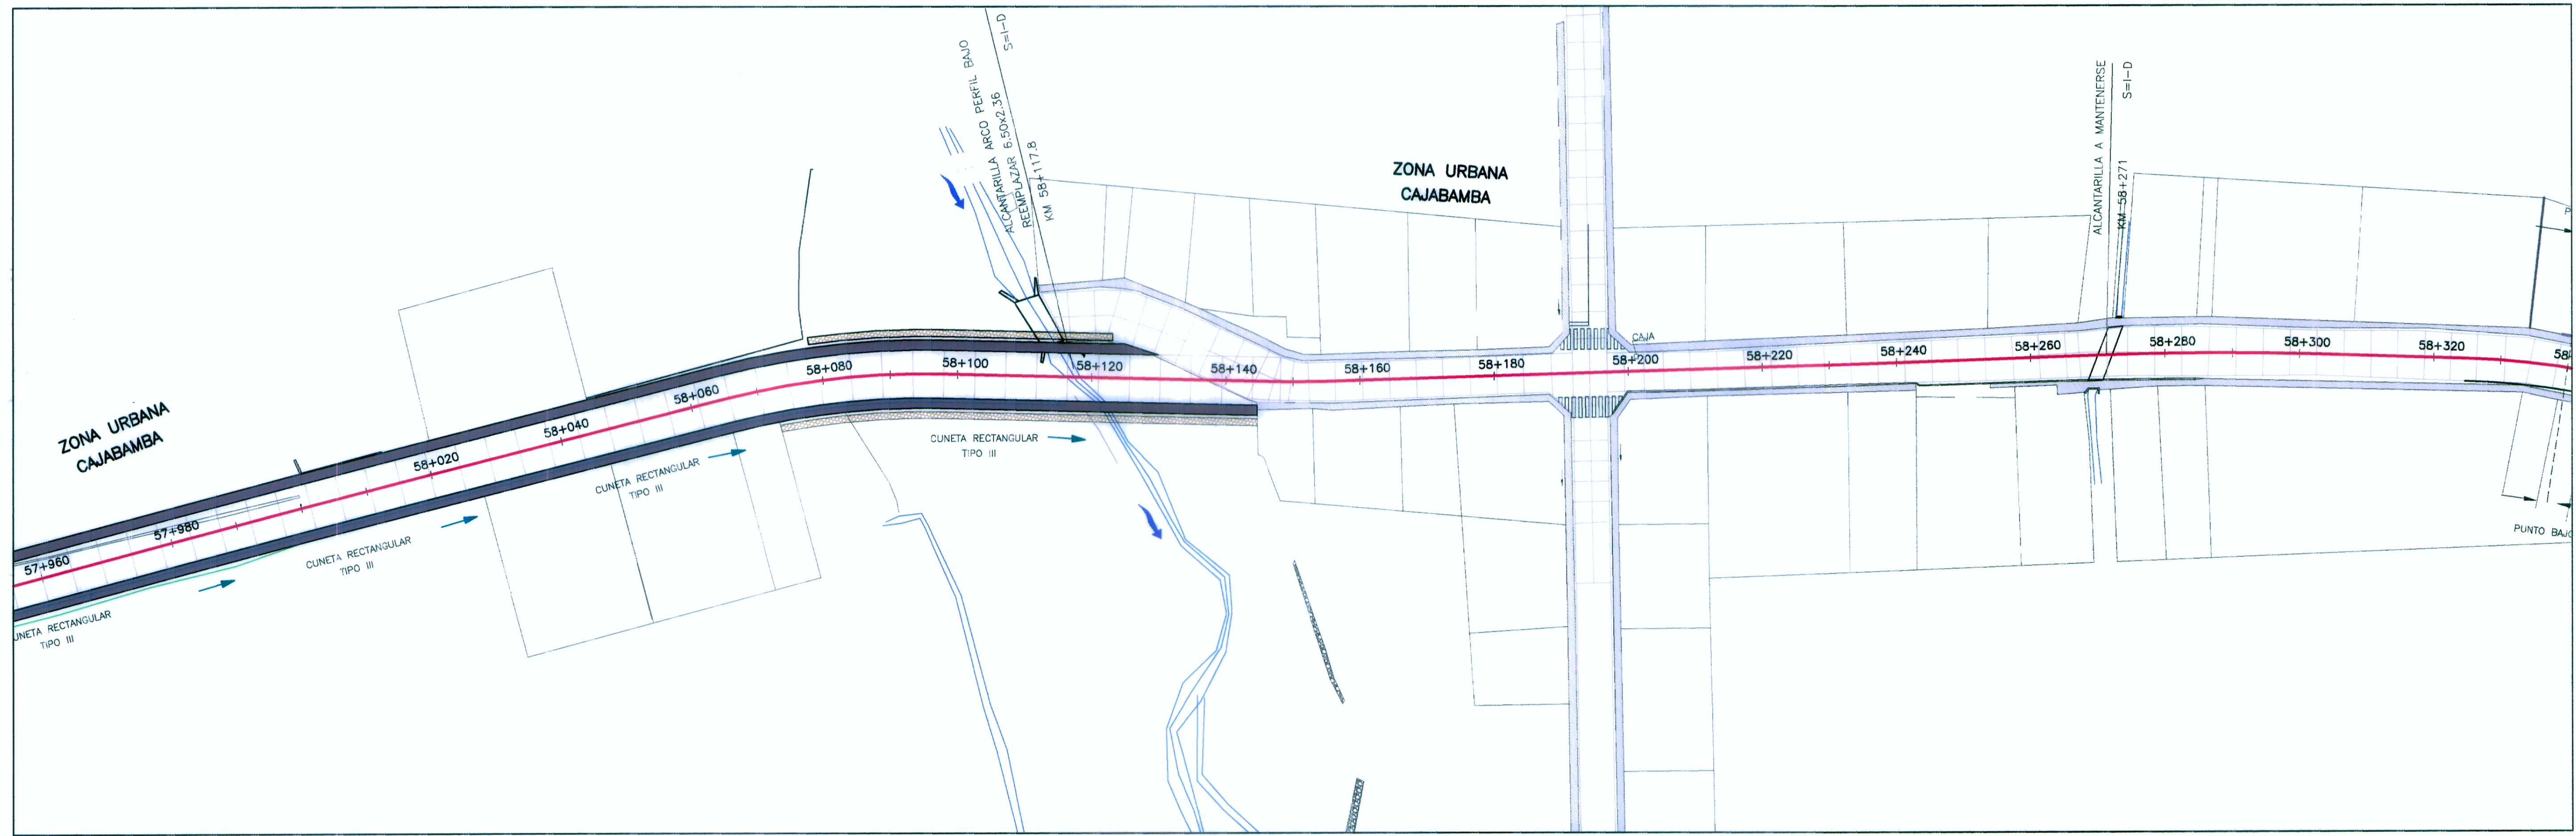 S=I-D
ALCANTARILLA ARCO PERFIL BAJO
REEMPLAZAR 6.50x2.36
KM 58+117.8
ZONA URBANA
CAJABAMBA
ALCANTARILLA A MANTENERSE
S=I-D
KM 58+271
ZONA URBANA
CAJABAMBA
57+960
57+980
58+020
58+040
58+060
58+080
58+100
58+120
58+140
58+160
58+180
CAJA
58+200
58+220
58+240
58+260
58+280
58+300
58+320
58
P
UNETA RECTANGULAR
TIPO III
CUNETA RECTANGULAR
TIPO III
CUNETA RECTANGULAR
TIPO III
CUNETA RECTANGULAR
TIPO III
PUNTO BAJO